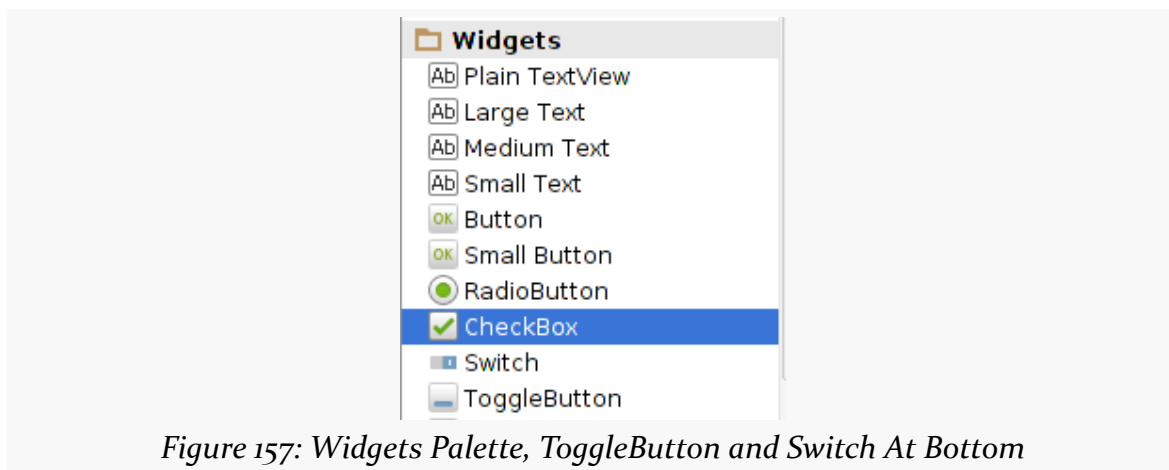 Widgets
Ab Plain TextView
Ab Large Text
Ab Medium Text
Ab Small Text
OK Button
OK Small Button
RadioButton
CheckBox
Switch
ToggleButton
Figure 157: Widgets Palette, ToggleButton and Switch At Bottom